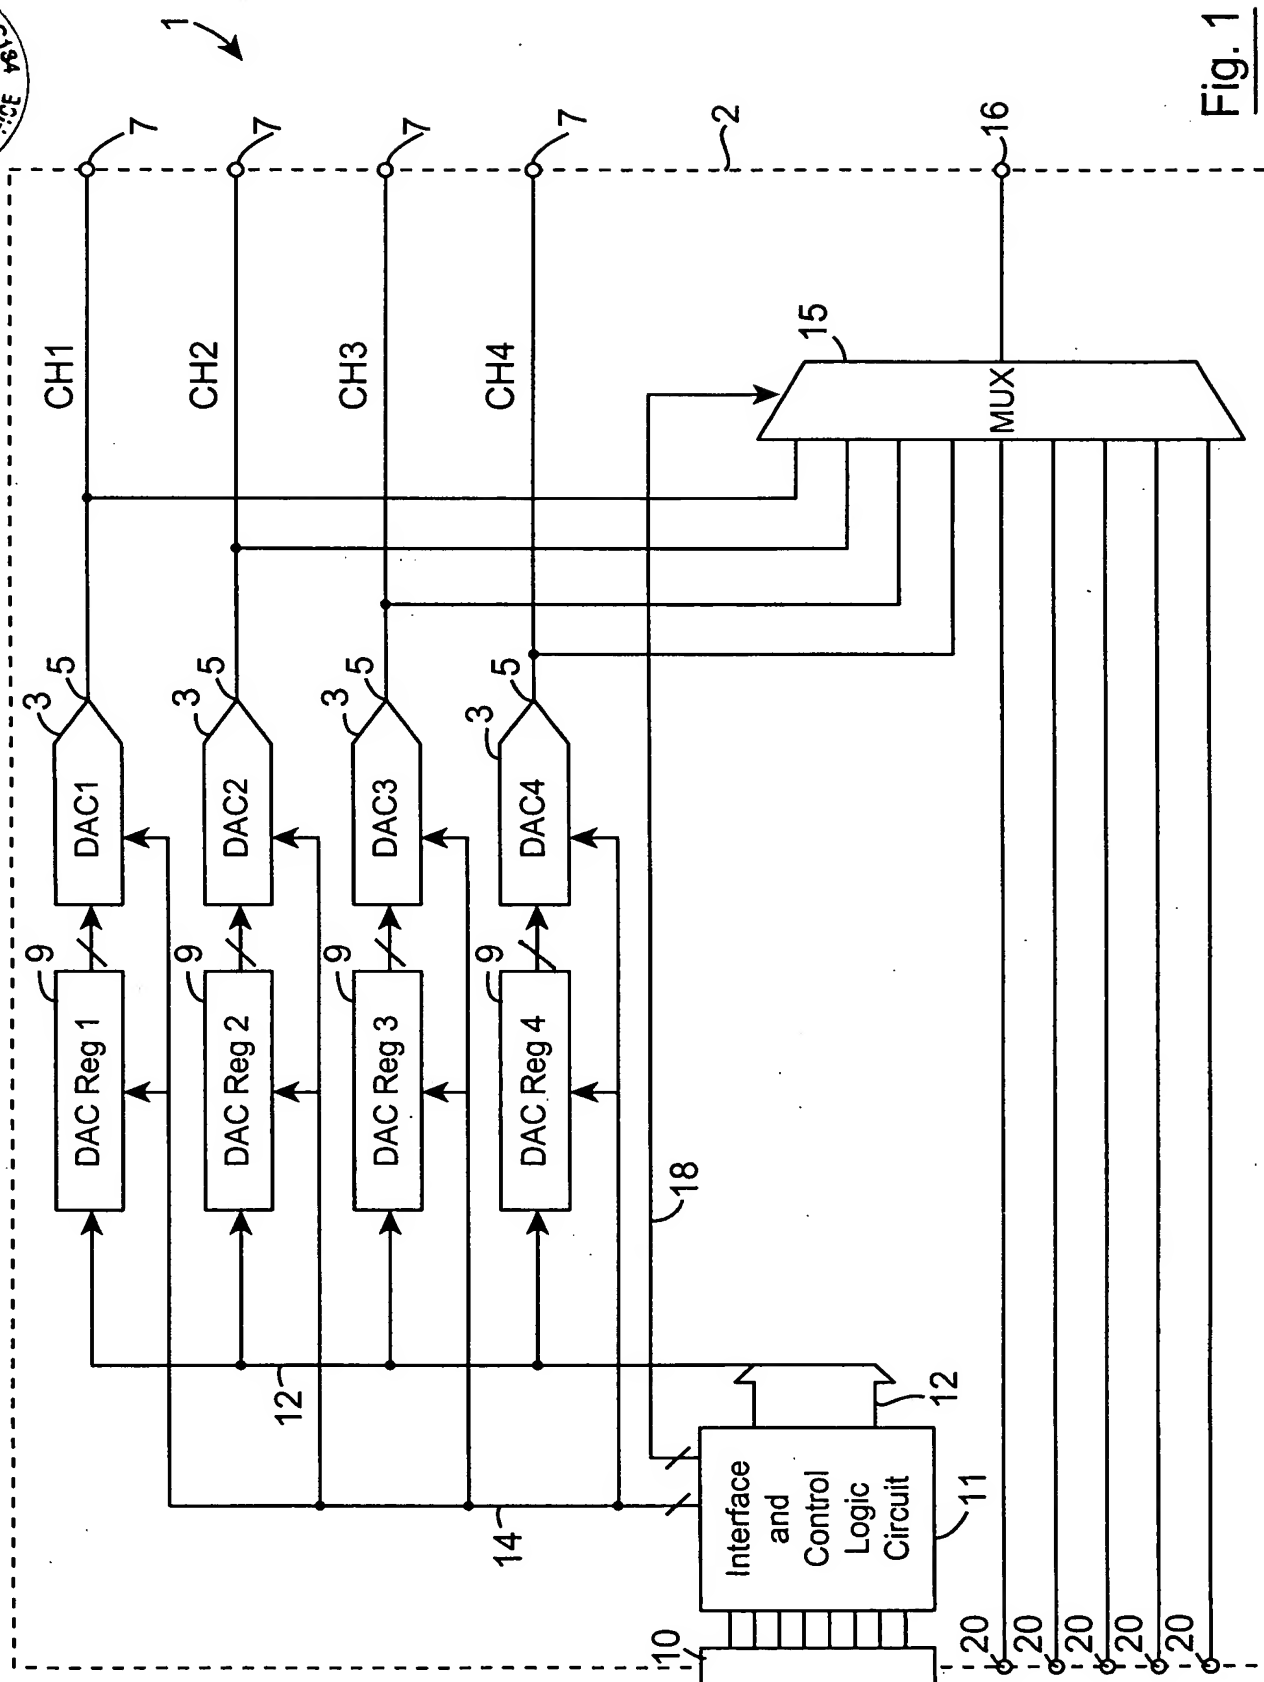 1
CH1
7
CH2
7
CH3
7
CH4
7
2
3
5
DAC1
3
5
DAC2
3
5
DAC3
3
5
DAC4
9
DAC Reg 1
9
DAC Reg 2
9
DAC Reg 3
9
DAC Reg 4
12
14
18
15
MUX
16
10
Interface
and
Control
Logic
Circuit
11
12
20
20
20
20
20
Fig. 1